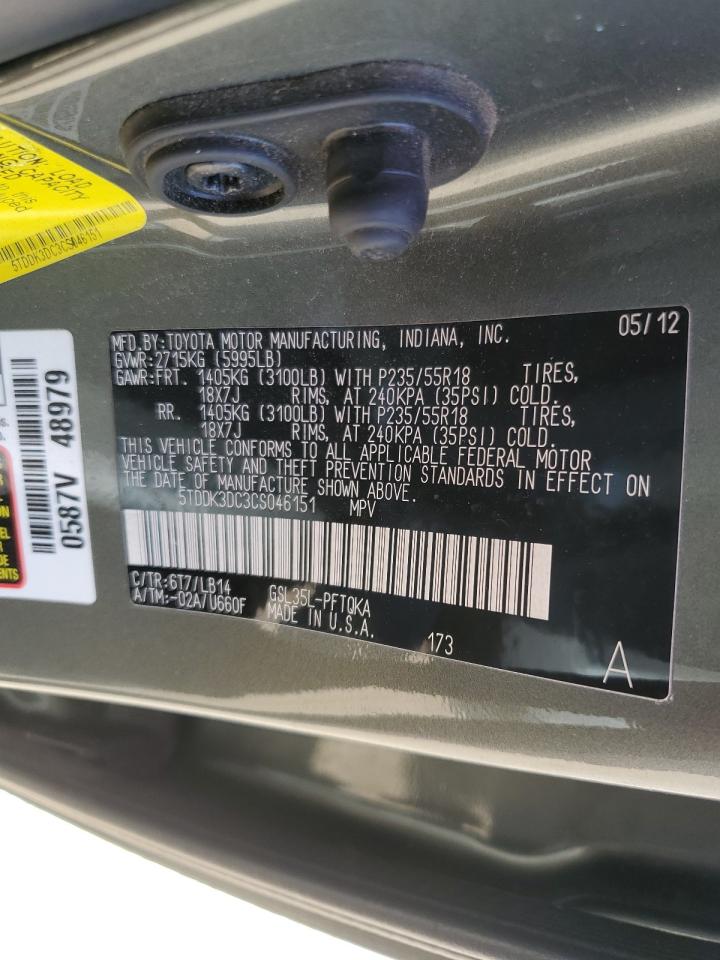 CAUTION LOAD
CAPACITY
5TDDK3DC3CS046151
0587V 48979
MFD.BY:TOYOTA MOTOR MANUFACTURING, INDIANA, INC. 05/12
GVWR:2715KG (5995LB)
GAWR:FRT. 1405KG (3100LB) WITH P235/55R18 TIRES,
18X7J RIMS, AT 240KPA (35PSI) COLD.
RR. 1405KG (3100LB) WITH P235/55R18 TIRES,
18X7J RIMS, AT 240KPA (35PSI) COLD.
THIS VEHICLE CONFORMS TO ALL APPLICABLE FEDERAL MOTOR
VEHICLE SAFETY AND THEFT PREVENTION STANDARDS IN EFFECT ON
THE DATE OF MANUFACTURE SHOWN ABOVE.
5TDDK3DC3CS046151 MPV
C/TR:6T7/LB14 GSL35L-PFTQKA
A/TM:-02A/U660F MADE IN U.S.A.
173
A